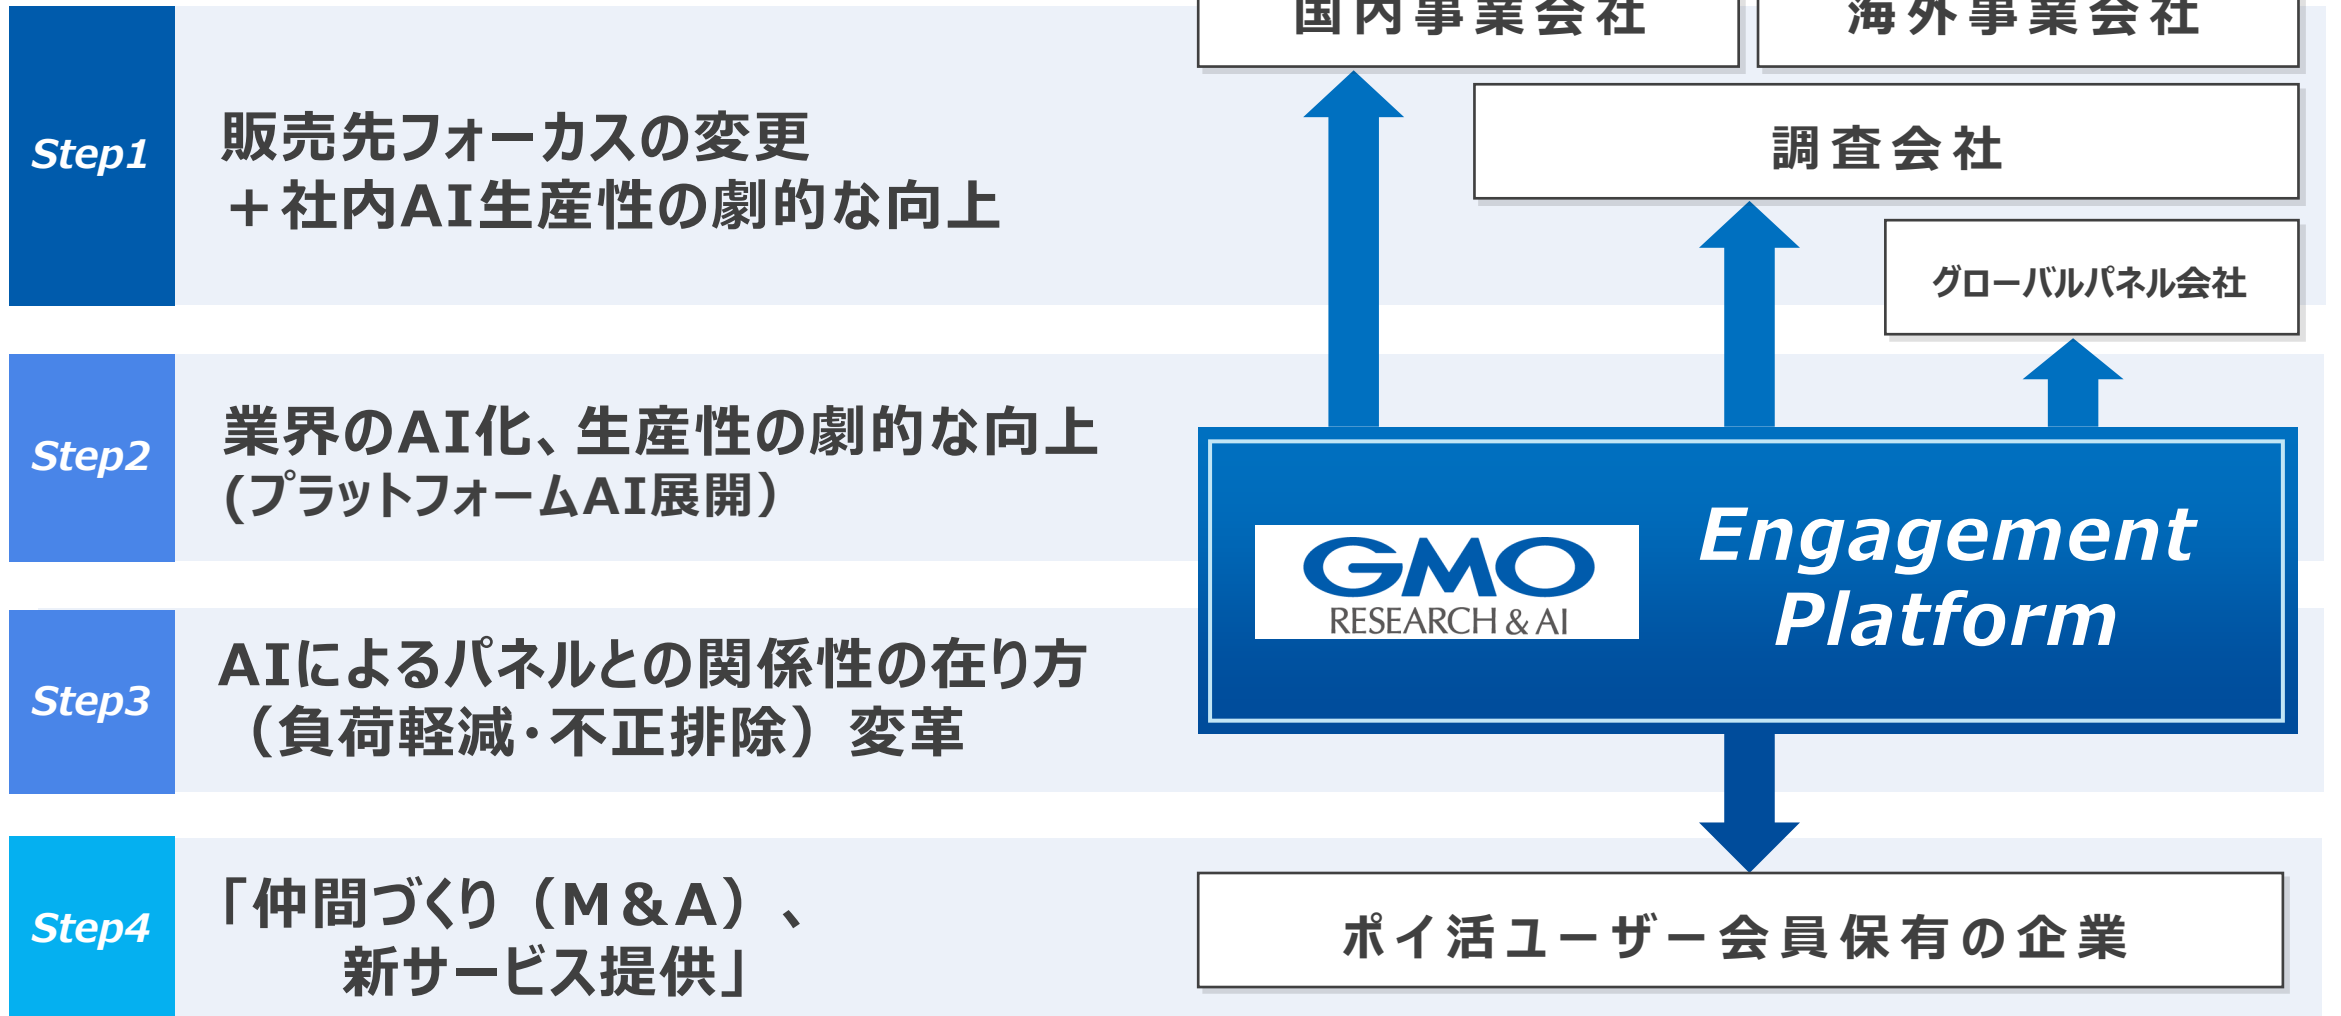 国内事業会社
海外事業会社
Step1
販売先フォーカスの変更
＋社内AI生産性の劇的な向上
調査会社
グローバルパネル会社
Step2
業界のAI化、生産性の劇的な向上
(プラットフォームAI展開）
GMO
RESEARCH & AI
Engagement
Platform
Step3
AIによるパネルとの関係性の在り方
（負荷軽減・不正排除）変革
Step4
「仲間づくり（M＆A）、
新サービス提供」
ポイ活ユーザー会員保有の企業